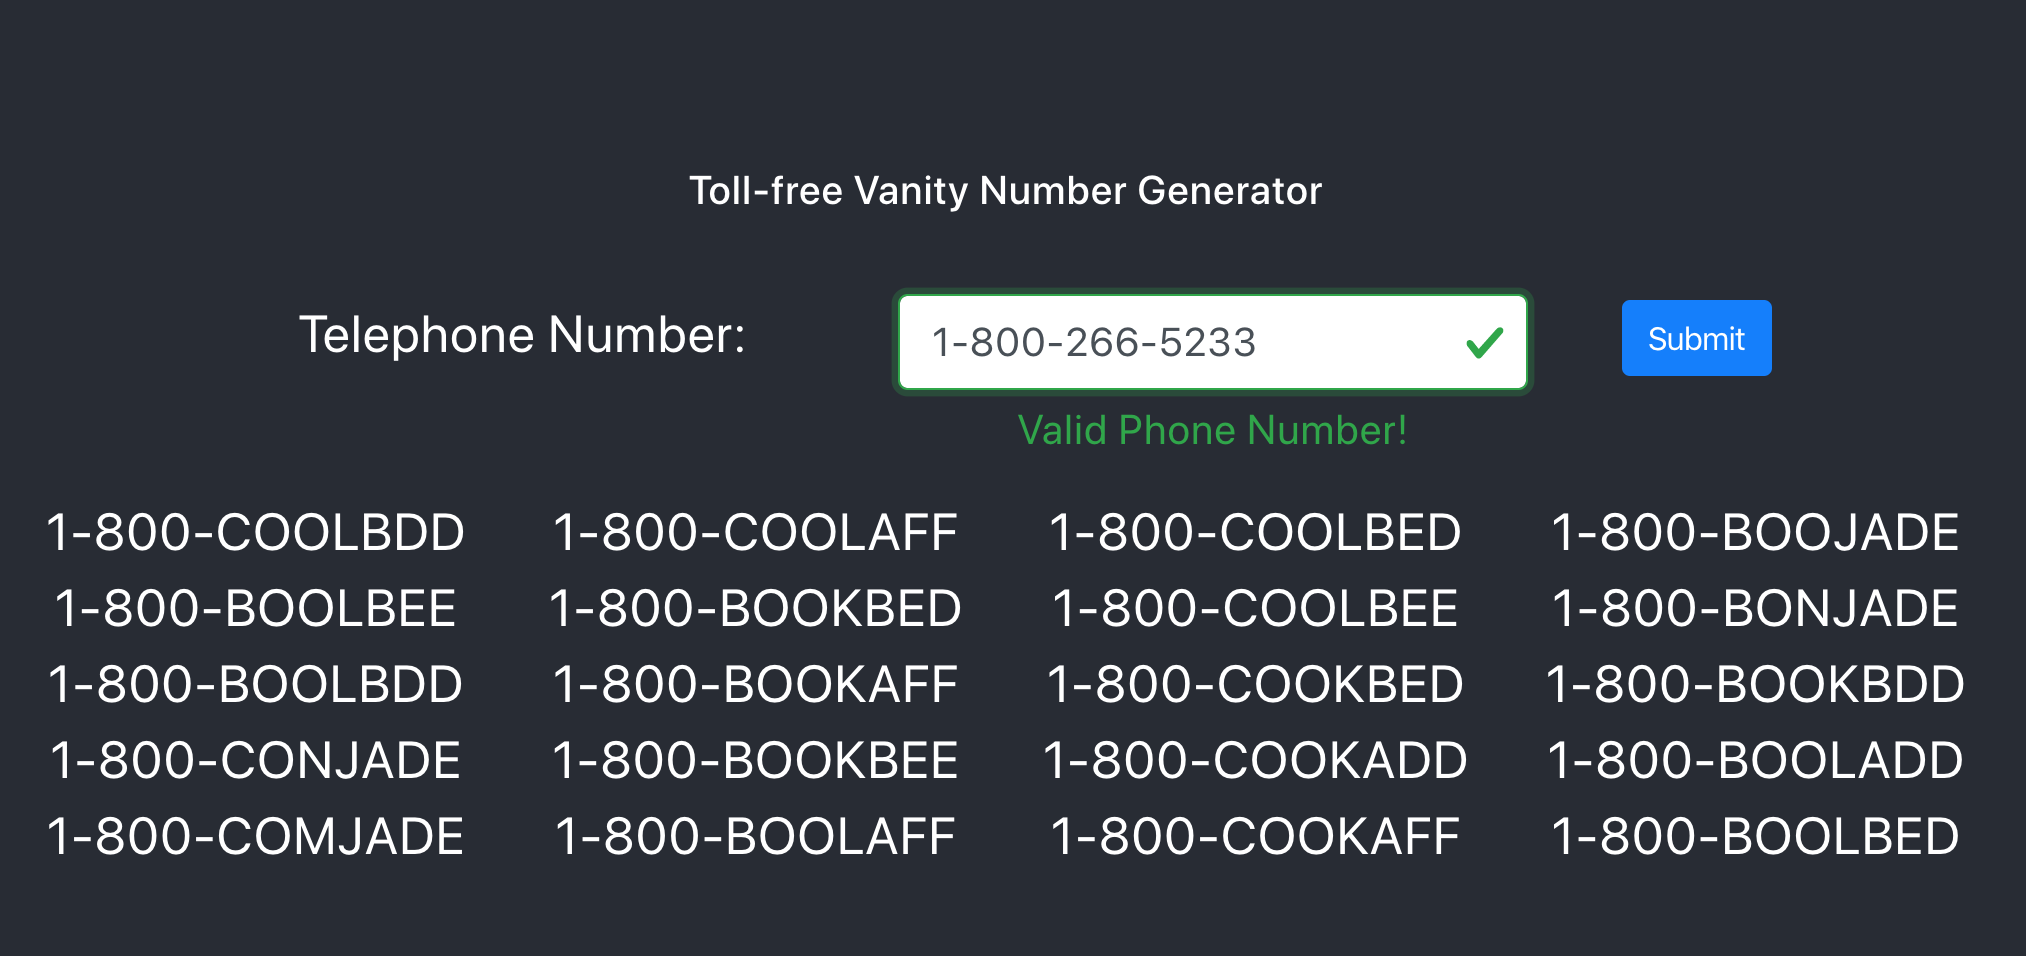 Toll-free Vanity Number Generator
Telephone Number: 1-800-266-5233 Submit
Valid Phone Number!
1-800-COOLBDD 1-800-COOLAFF 1-800-COOLBED 1-800-BOOJADE
1-800-BOOLBEE 1-800-BOOKBED 1-800-COOLBEE 1-800-BONJADE
1-800-BOOLBDD 1-800-BOOKAFF 1-800-COOKBED 1-800-BOOKBDD
1-800-CONJADE 1-800-BOOKBEE 1-800-COOKADD 1-800-BOOLADD
1-800-COMJADE 1-800-BOOLAFF 1-800-COOKAFF 1-800-BOOLBED